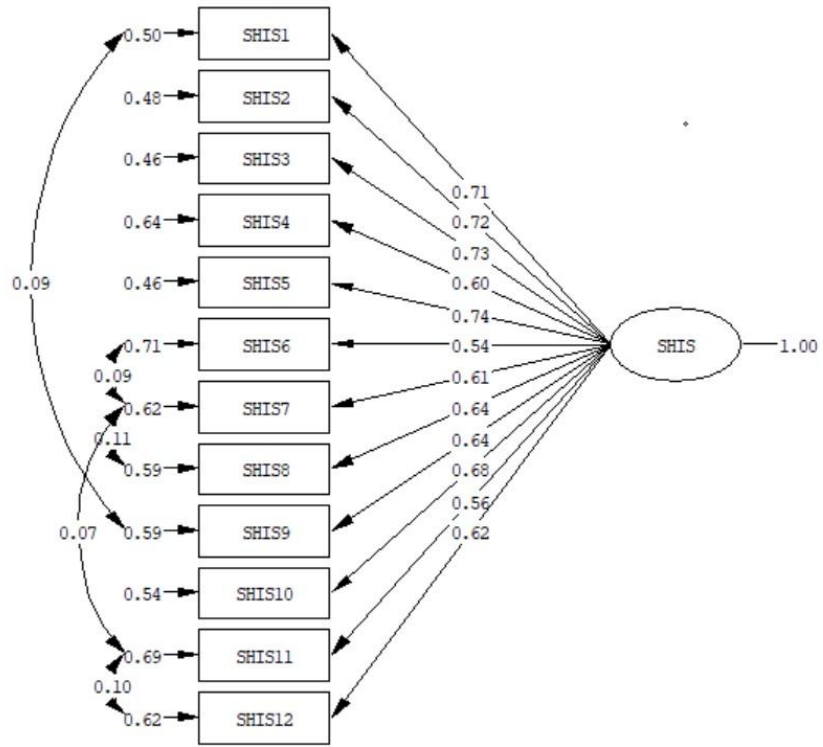 0.50 SHIS1
0.48 SHIS2
0.46 SHIS3
0.71
0.64 SHIS4
0.72
0.73
0.09 0.46 SHIS5 0.60
0.74
0.71 SHIS6 0.54 SHIS 1.00
0.09
0.61
0.62 SHIS7
0.64
0.11
0.64
0.59 SHIS8 0.68
0.56
0.07 0.59 SHIS9 0.62
0.54 SHIS10
0.69 SHIS11
0.10
0.62 SHIS12